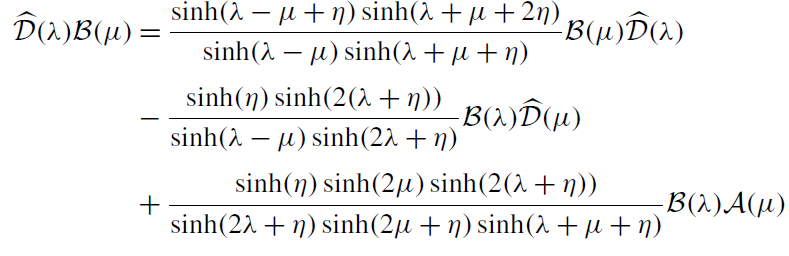 $\widehat{\mathcal{D}}(\lambda)\mathcal{B}(\mu) = \frac{\sinh(\lambda - \mu + \eta)\sinh(\lambda + \mu + 2\eta)}{\sinh(\lambda - \mu)\sinh(\lambda + \mu + \eta)}\mathcal{B}(\mu)\widehat{\mathcal{D}}(\lambda)$
$- \frac{\sinh(\eta)\sinh(2(\lambda + \eta))}{\sinh(\lambda - \mu)\sinh(2\lambda + \eta)}\mathcal{B}(\lambda)\widehat{\mathcal{D}}(\mu)$
$+ \frac{\sinh(\eta)\sinh(2\mu)\sinh(2(\lambda + \eta))}{\sinh(2\lambda + \eta)\sinh(2\mu + \eta)\sinh(\lambda + \mu + \eta)}\mathcal{B}(\lambda)\mathcal{A}(\mu)$